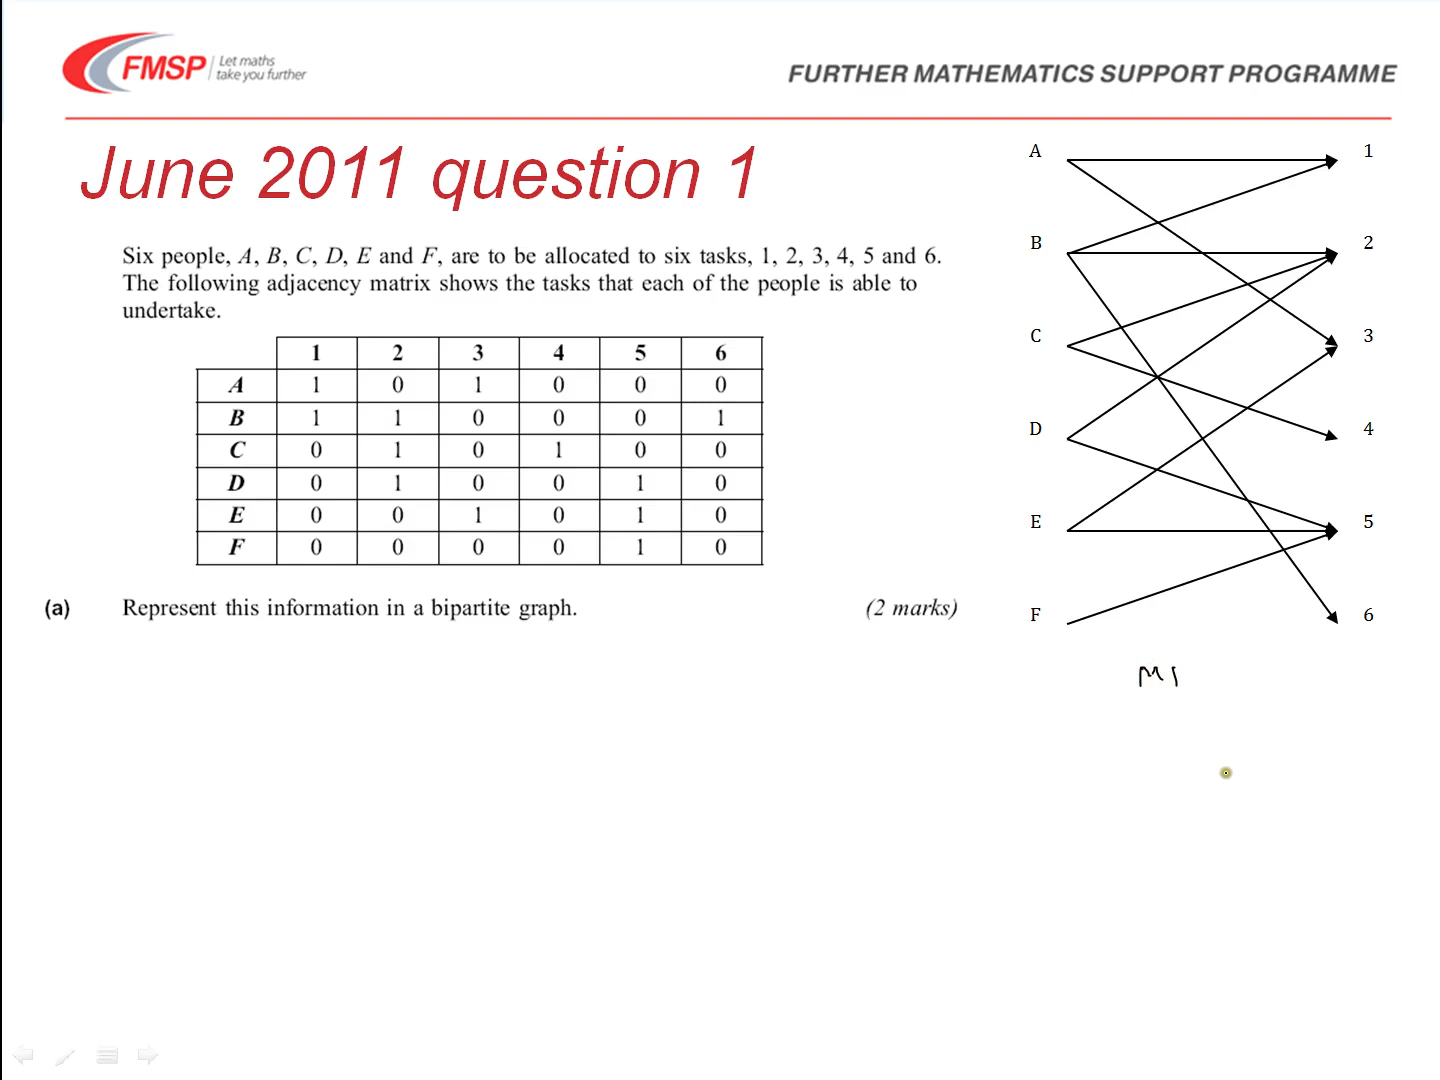 FMSP Let maths
take you further
FURTHER MATHEMATICS SUPPORT PROGRAMME
June 2011 question 1
Six people, A, B, C, D, E and F, are to be allocated to six tasks, 1, 2, 3, 4, 5 and 6.
The following adjacency matrix shows the tasks that each of the people is able to
undertake.
1 2 3 4 5 6
A 1 0 1 0 0 0
B 1 1 0 0 0 1
C 0 1 0 1 0 0
D 0 1 0 0 1 0
E 0 0 1 0 1 0
F 0 0 0 0 1 0
(a) Represent this information in a bipartite graph. (2 marks)
A 1
B 2
C 3
D 4
E 5
F 6
M1